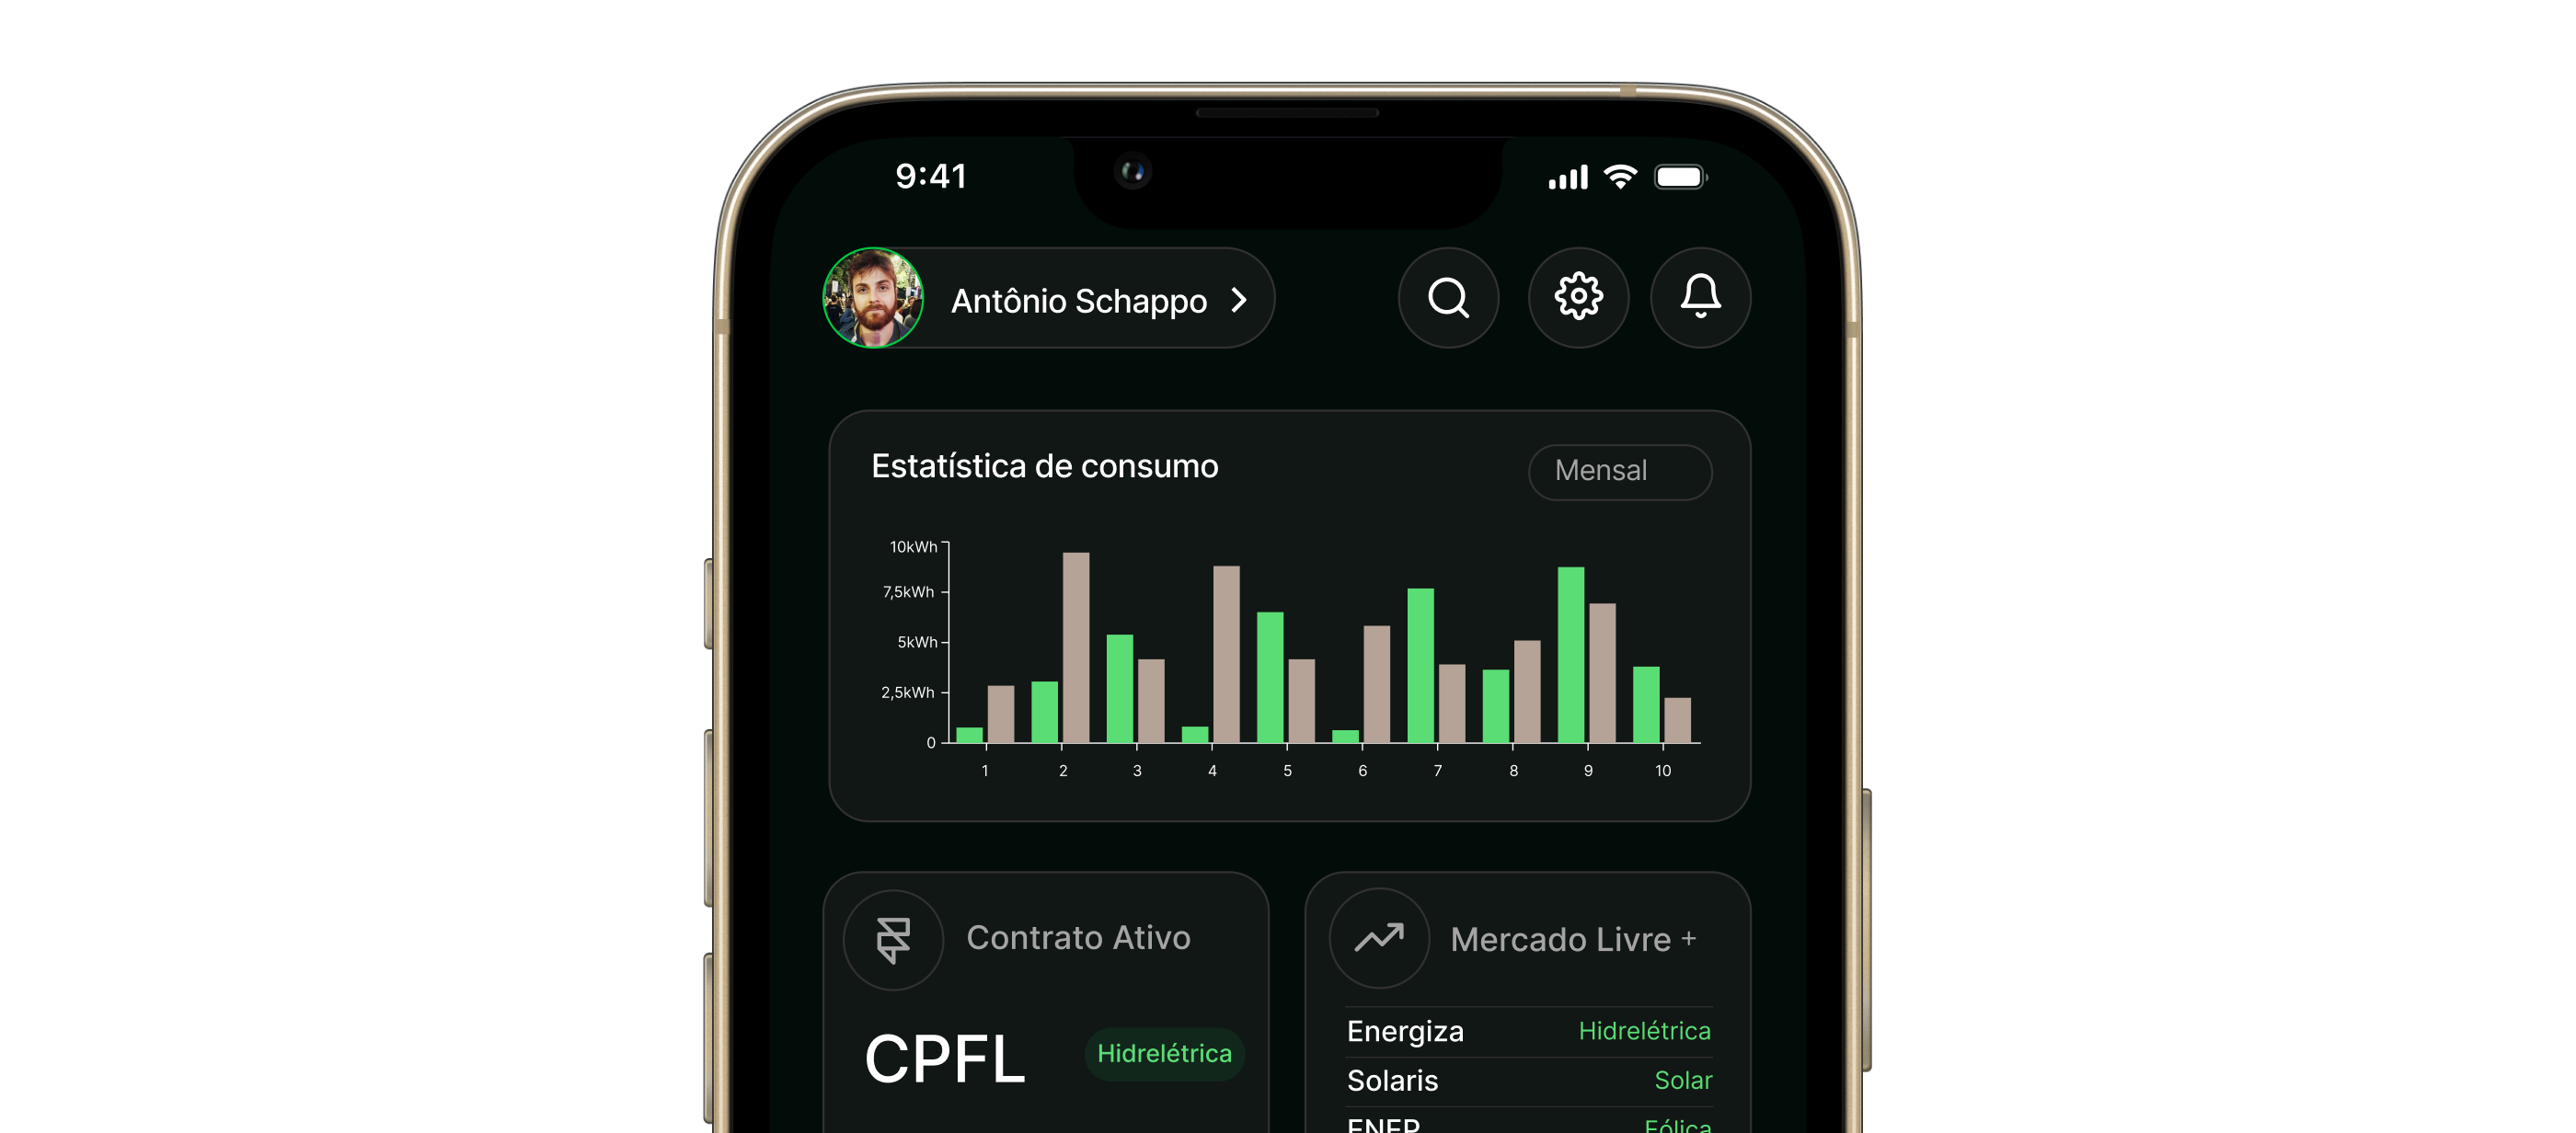 9:41
Antônio Schappo
Estatística de consumo
Mensal
10kWh
7,5kWh
5kWh
2,5kWh
0
1 2 3 4 5 6 7 8 9 10
Contrato Ativo
CPFL
Hidrelétrica
Mercado Livre +
Energiza Hidrelétrica
Solaris Solar
Eólica